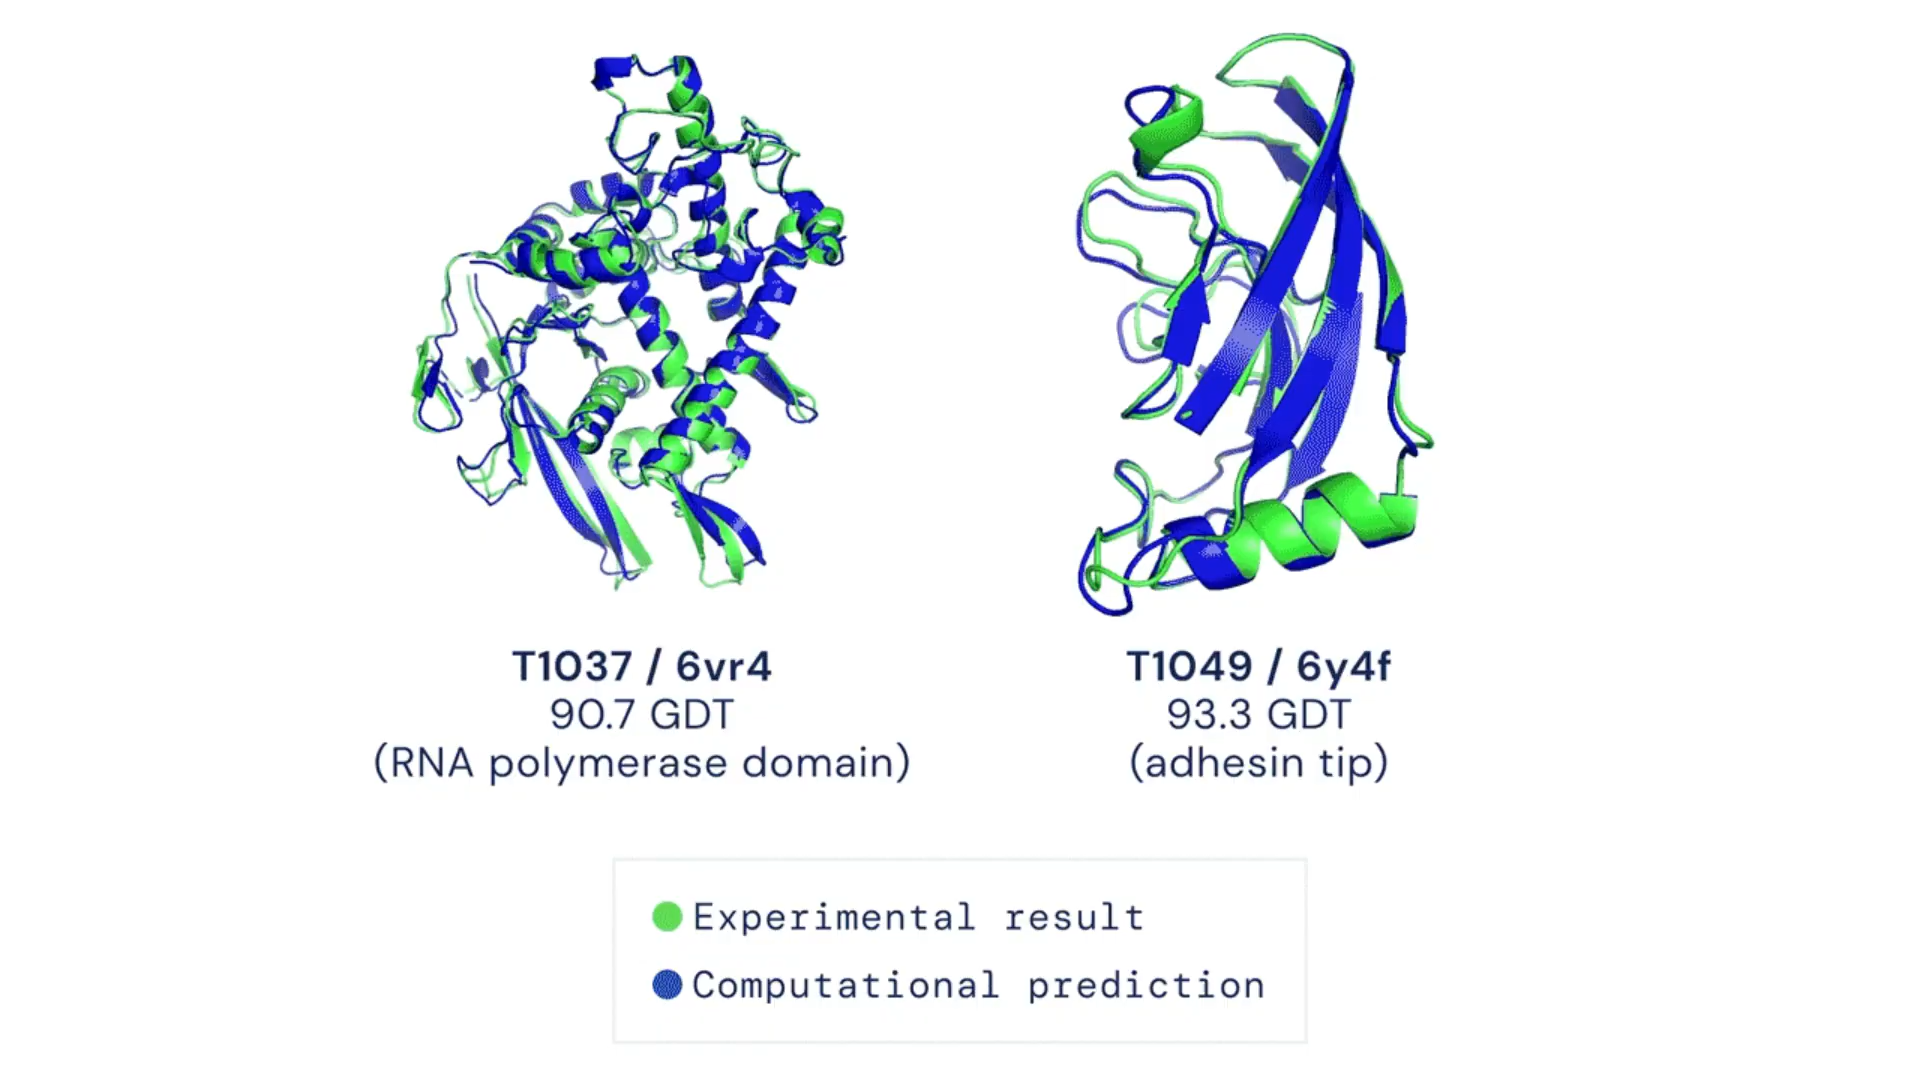 T1037 / 6vr4
90.7 GDT
(RNA polymerase domain)
T1049 / 6y4f
93.3 GDT
(adhesin tip)
Experimental result
Computational prediction